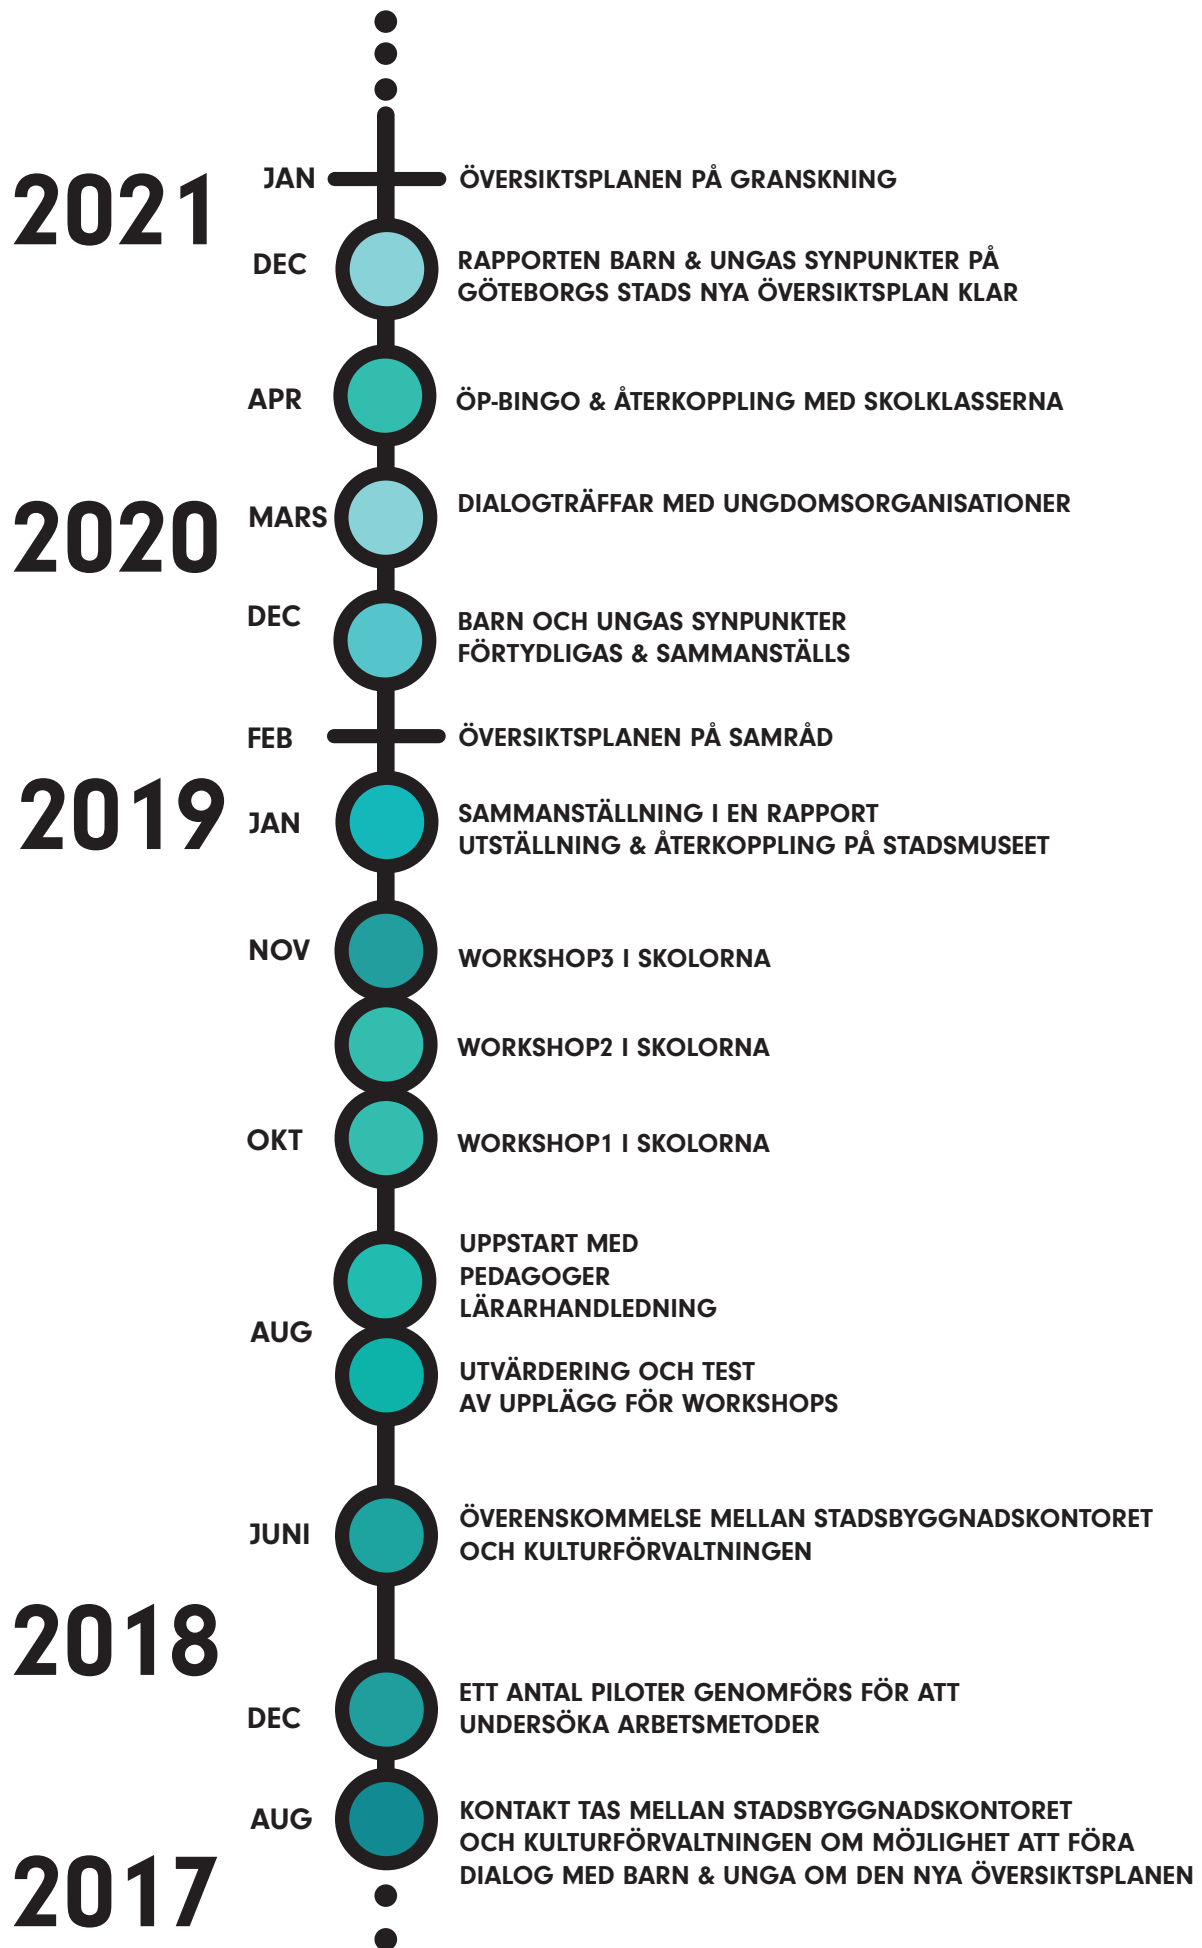 2021
JAN
ÖVERSIKTSPLANEN PÅ GRANSKNING
DEC
RAPPORTEN BARN & UNGAS SYNPUNKTER PÅ
GÖTEBORGS STADS NYA ÖVERSIKTSPLAN KLAR
APR
ÖP-BINGO & ÅTERKOPPLING MED SKOLKLASSERNA
2020
MARS
DIALOGTRÄFFAR MED UNGDOMSORGANISATIONER
DEC
BARN OCH UNGAS SYNPUNKTER
FÖRTYDLIGAS & SAMMANSTÄLLS
FEB
ÖVERSIKTSPLANEN PÅ SAMRÅD
2019
JAN
SAMMANSTÄLLNING I EN RAPPORT
UTSTÄLLNING & ÅTERKOPPLING PÅ STADSMUSEET
NOV
WORKSHOP3 I SKOLORNA
WORKSHOP2 I SKOLORNA
OKT
WORKSHOP1 I SKOLORNA
UPPSTART MED
PEDAGOGER
LÄRARHANDLEDNING
AUG
UTVÄRDERING OCH TEST
AV UPPLÄGG FÖR WORKSHOPS
JUNI
ÖVERENSKOMMELSE MELLAN STADSBYGGNADSKONTORET
OCH KULTURFÖRVALTNINGEN
2018
DEC
ETT ANTAL PILOTER GENOMFÖRS FÖR ATT
UNDERSÖKA ARBETSMETODER
AUG
KONTAKT TAS MELLAN STADSBYGGNADSKONTORET
OCH KULTURFÖRVALTNINGEN OM MÖJLIGHET ATT FÖRA
DIALOG MED BARN & UNGA OM DEN NYA ÖVERSIKTSPLANEN
2017